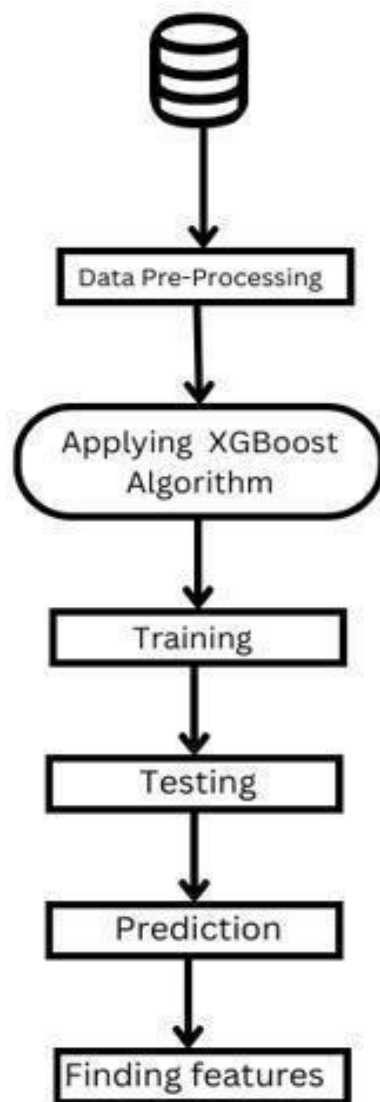 Data Pre-Processing
Applying XGBoost
Algorithm
Training
Testing
Prediction
Finding features